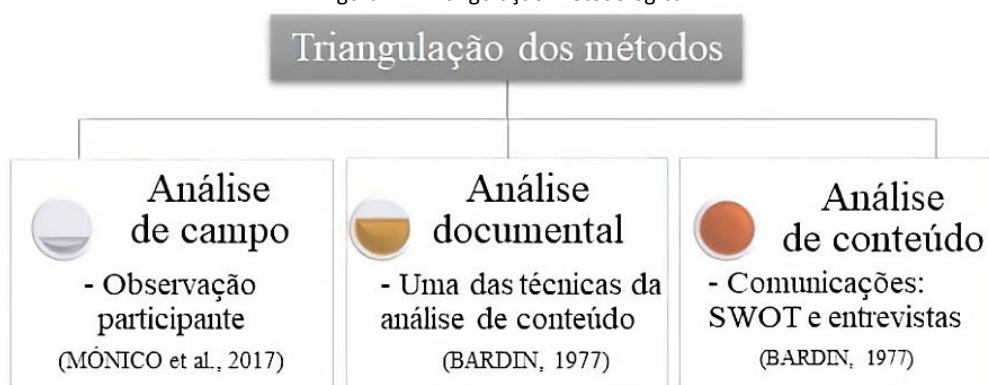 Triangulação dos métodos
Análise
de campo
- Observação
participante
(MÓNICO et al., 2017)
Análise
documental
- Uma das técnicas da
análise de conteúdo
(BARDIN, 1977)
Análise
de conteúdo
- Comunicações:
SWOT e entrevistas
(BARDIN, 1977)